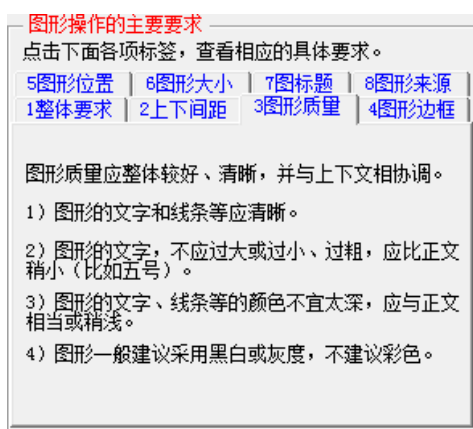 图形操作的主要要求
点击下面各项标签，查看相应的具体要求。
5图形位置 6图形大小 7图标题 8图形来源
1整体要求 2上下间距 3图形质量 4图形边框
图形质量应整体较好、清晰，并与上下文相协调。
1）图形的文字和线条等应清晰。
2）图形的文字，不应过大或过小、过粗，应比正文
稍小（比如五号）。
3）图形的文字、线条等的颜色不宜太深，应与正文
相当或稍浅。
4）图形一般建议采用黑白或灰度，不建议彩色。